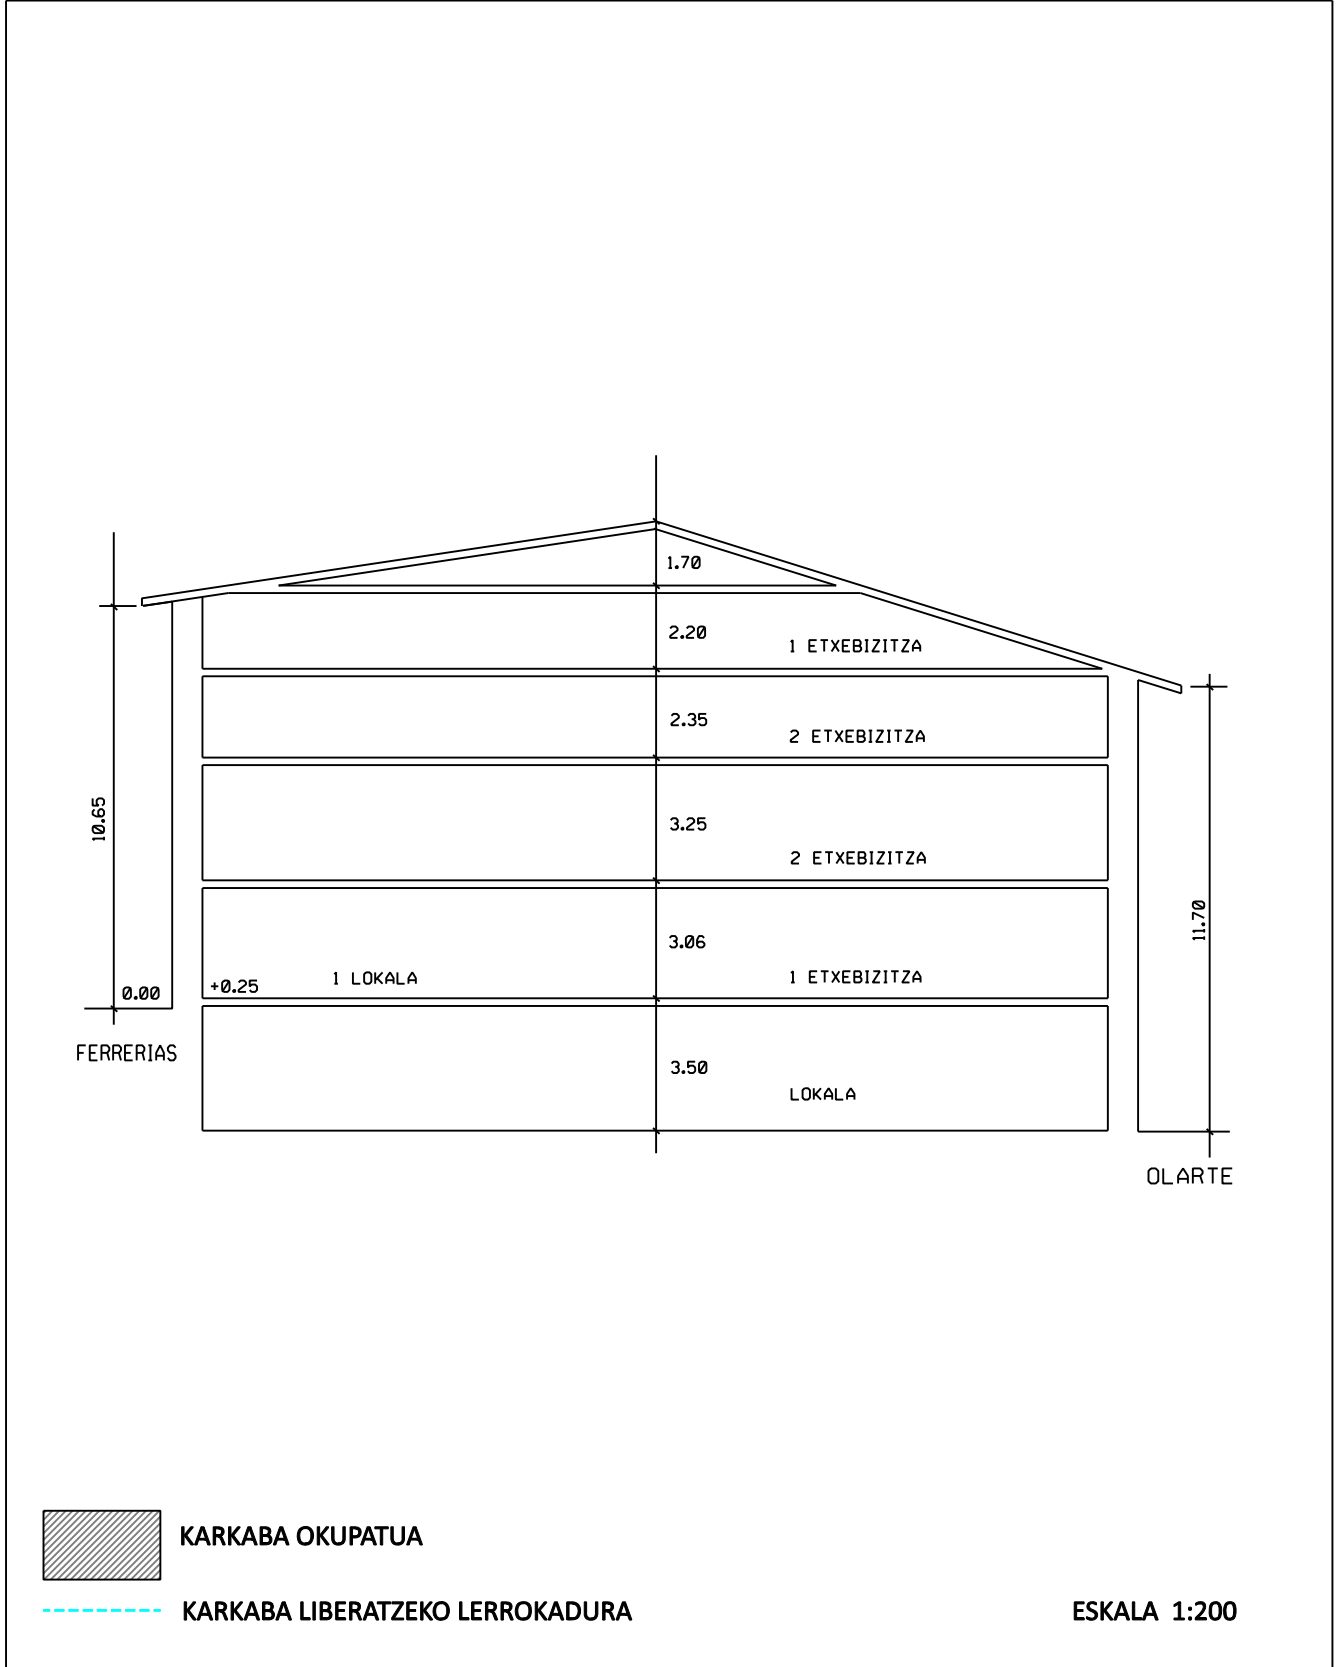 1.70
2.20
1 ETXEBIZITZA
2.35
2 ETXEBIZITZA
10.65
3.25
2 ETXEBIZITZA
11.70
3.06
0.00
+0.25
1 LOKALA
1 ETXEBIZITZA
FERRERIAS
3.50
LOKALA
OLARTE
KARKABA OKUPATUA
KARKABA LIBERATZEKO LERROKADURA
ESKALA 1:200